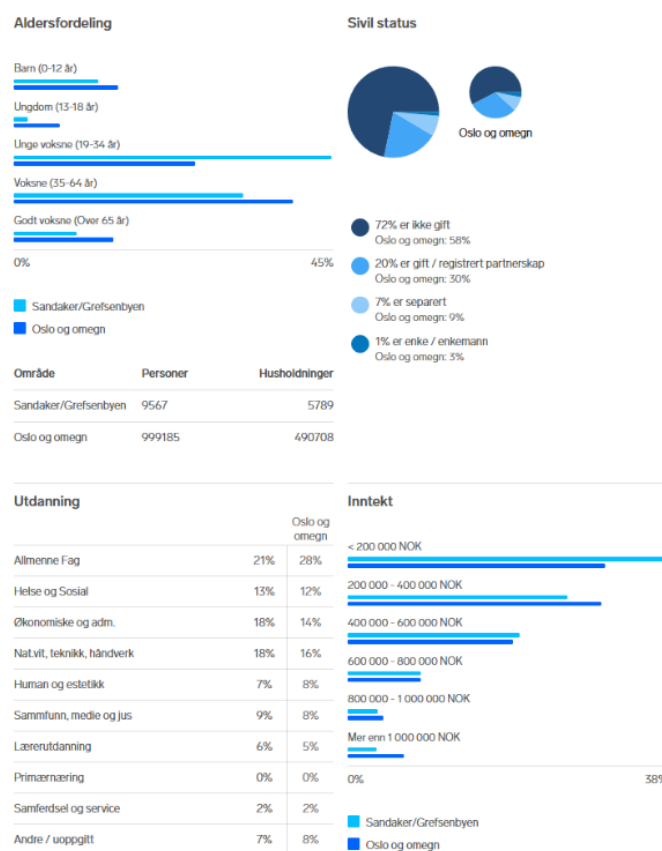 Aldersfordeling
Barn (0-12 år)
Ungdom (13-18 år)
Unge voksne (19-34 år)
Voksne (35-64 år)
Godt voksne (Over 65 år)
0% 45%
Sandaker/Grefsenbyen
Oslo og omegn
Område Personer Husholdninger
Sandaker/Grefsenbyen 9567 5789
Oslo og omegn 999185 490708
Sivil status
Oslo og omegn
72% er ikke gift
Oslo og omegn: 58%
20% er gift / registrert partnerskap
Oslo og omegn: 30%
7% er separert
Oslo og omegn: 9%
1% er enke / enkemann
Oslo og omegn: 3%
Utdanning
Oslo og
omegn
Allmenne Fag 21% 28%
Helse og Sosial 13% 12%
Økonomiske og adm. 18% 14%
Nat.vit, teknikk, håndverk 18% 16%
Human og estetikk 7% 8%
Sammfunn, medie og jus 9% 8%
Lærerutdanning 6% 5%
Primærnæring 0% 0%
Samferdsel og service 2% 2%
Andre / uoppgitt 7% 8%
Inntekt
< 200 000 NOK
200 000 - 400 000 NOK
400 000 - 600 000 NOK
600 000 - 800 000 NOK
800 000 - 1 000 000 NOK
Mer enn 1 000 000 NOK
0% 38%
Sandaker/Grefsenbyen
Oslo og omegn